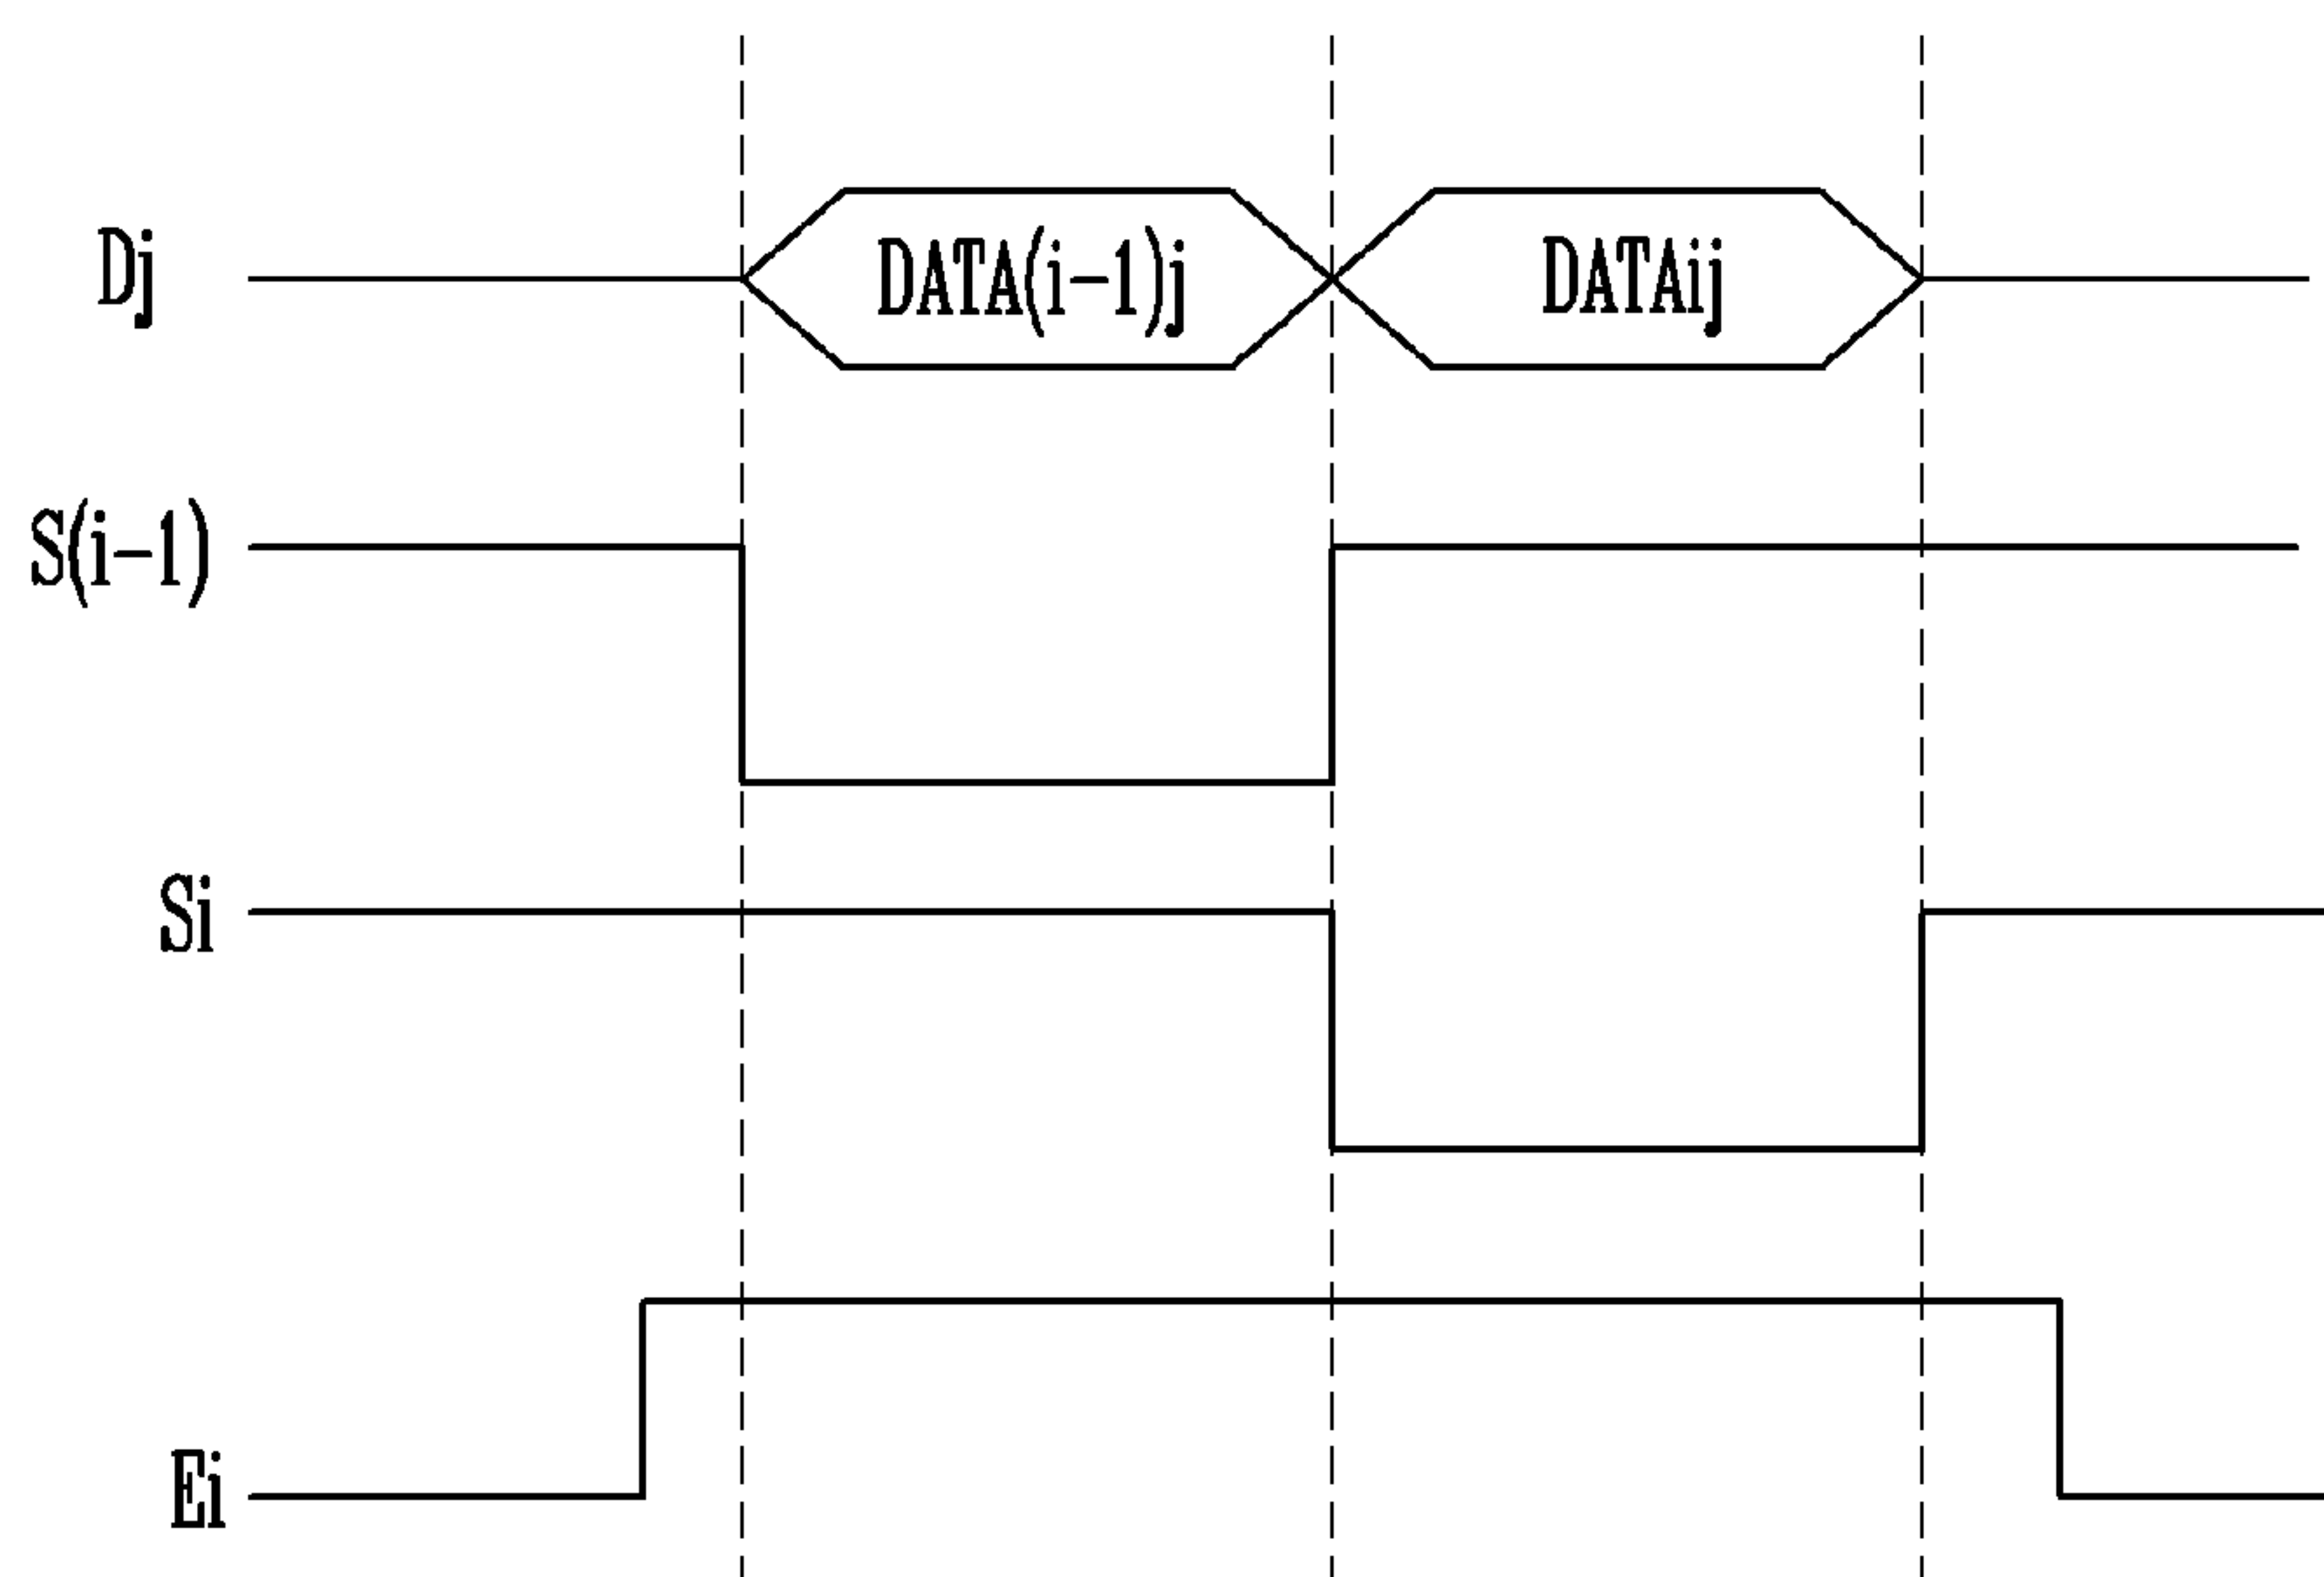 Dj
DATA(i-1)j
DATAij
S(i-1)
Si
Ei